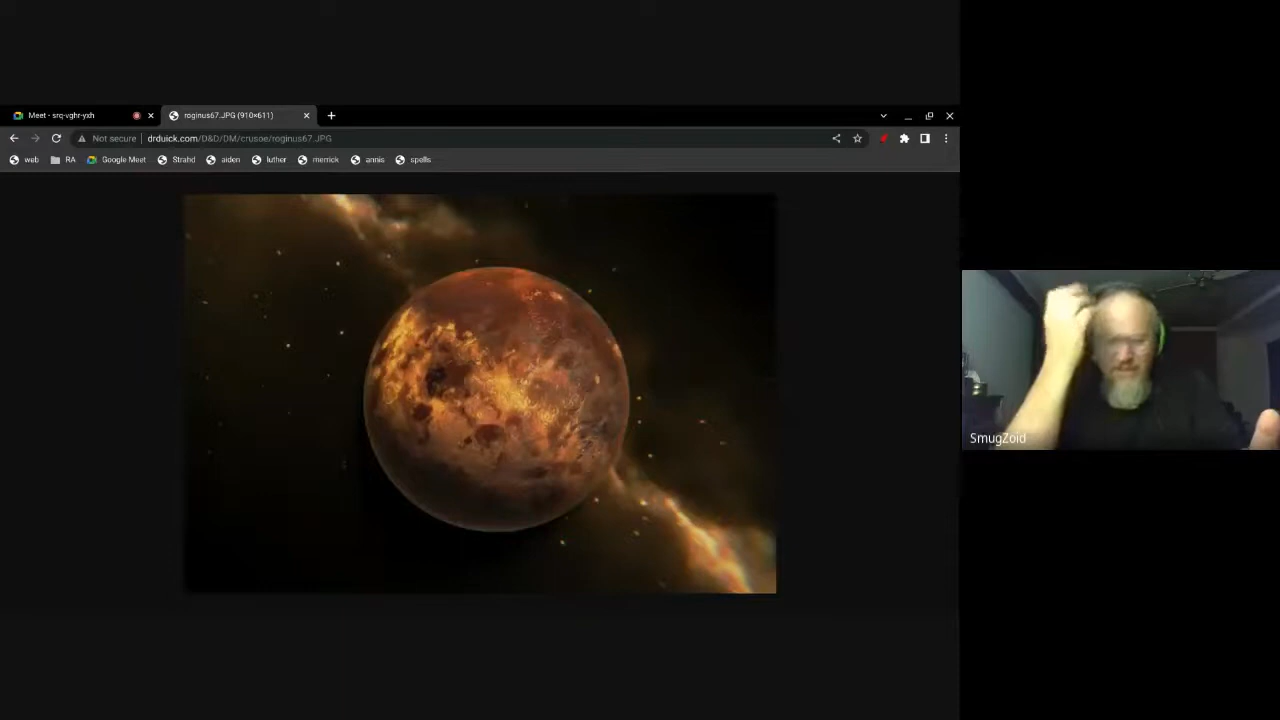 Meet - srq-vghr-yxh
roginus67.JPG (910×611)
Not secure
drduick.com/D&D/DM/crusoe/roginus67.JPG
web RA Google Meet Strahd aiden luther merrick annis spells
SmugZoid